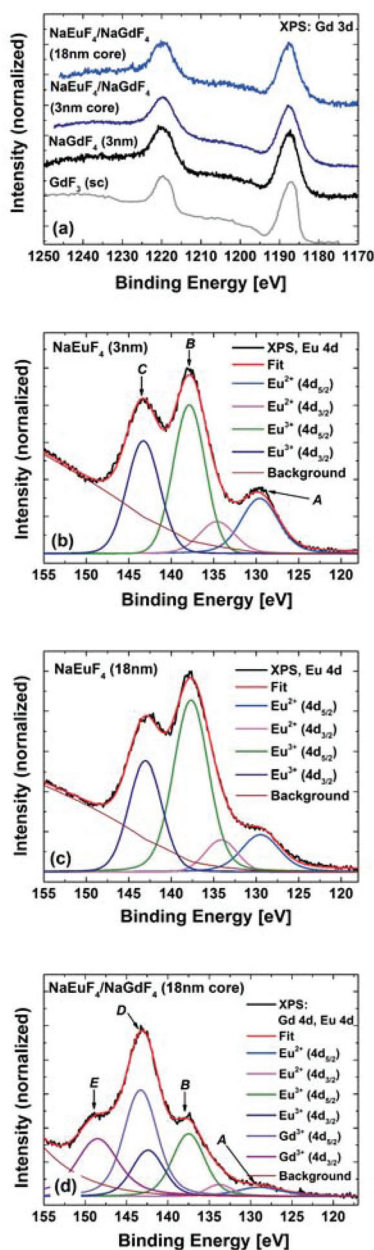 XPS: Gd 3d
NaEuF₄/NaGdF₄
(18nm core)
NaEuF₄/NaGdF₄
(3nm core)
NaGdF₄ (3nm)
GdF₃ (sc)
(a)
Intensity (normalized)
1250 1240 1230 1220 1210 1200 1190 1180 1170
Binding Energy [eV]
NaEuF₄ (3nm)
B
C
A
XPS, Eu 4d
Fit
Eu²⁺ (4d₅/₂)
Eu²⁺ (4d₃/₂)
Eu³⁺ (4d₅/₂)
Eu³⁺ (4d₃/₂)
Background
(b)
Intensity (normalized)
155 150 145 140 135 130 125 120
Binding Energy [eV]
NaEuF₄ (18nm)
XPS, Eu 4d
Fit
Eu²⁺ (4d₅/₂)
Eu²⁺ (4d₃/₂)
Eu³⁺ (4d₅/₂)
Eu³⁺ (4d₃/₂)
Background
(c)
Intensity (normalized)
155 150 145 140 135 130 125 120
Binding Energy [eV]
NaEuF₄/NaGdF₄ (18nm core)
D
E
B
A
XPS:
Gd 4d, Eu 4d
Fit
Eu²⁺ (4d₅/₂)
Eu²⁺ (4d₃/₂)
Eu³⁺ (4d₅/₂)
Eu³⁺ (4d₃/₂)
Gd³⁺ (4d₅/₂)
Gd³⁺ (4d₃/₂)
Background
(d)
Intensity (normalized)
155 150 145 140 135 130 125 120
Binding Energy [eV]